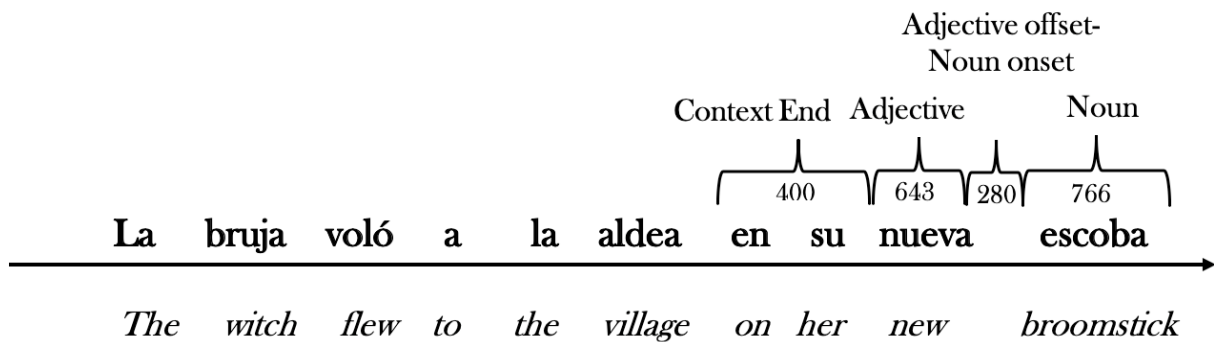 Adjective offset-
Noun onset
Context End Adjective Noun
400 643 280 766
La bruja voló a la aldea en su nueva escoba
The witch flew to the village on her new broomstick